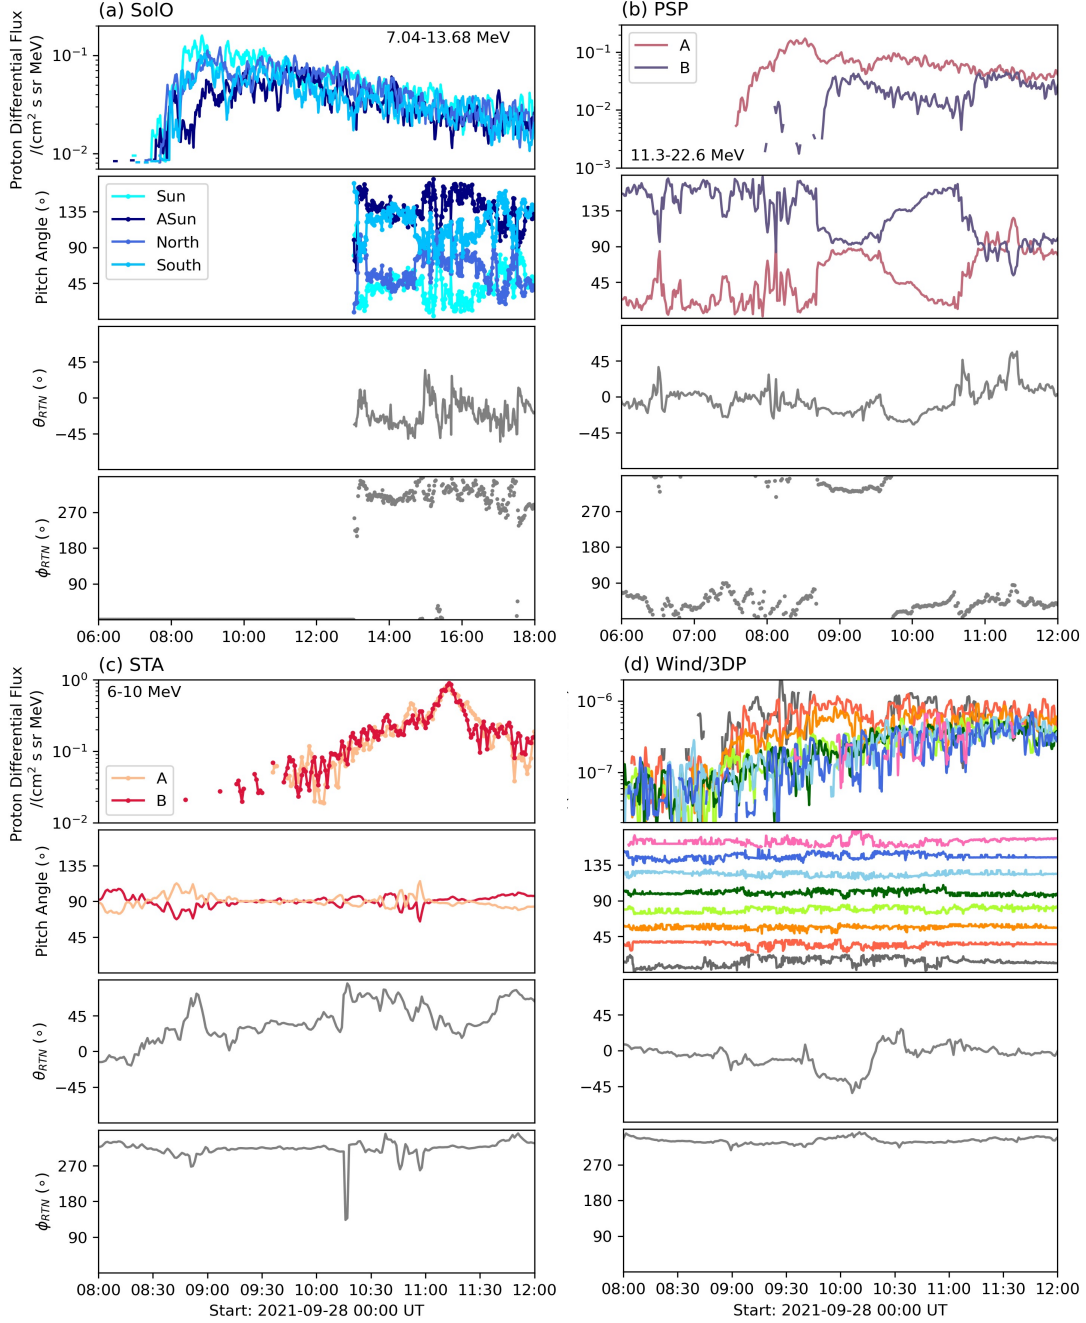 (a) SolO
Proton Differential Flux
/(cm² s sr MeV)
10⁻¹
10⁻²
7.04-13.68 MeV
Pitch Angle (∘)
135
90
45
Sun
ASun
North
South
θRTN (∘)
45
0
−45
ϕRTN (∘)
270
180
90
06:00 08:00 10:00 12:00 14:00 16:00 18:00
(b) PSP
10⁻¹
10⁻²
10⁻³
A
B
11.3-22.6 MeV
135
90
45
45
0
−45
270
180
90
06:00 07:00 08:00 09:00 10:00 11:00 12:00
(c) STA
Proton Differential Flux
/(cm² s sr MeV)
10⁰
10⁻¹
10⁻²
6-10 MeV
A
B
Pitch Angle (∘)
135
90
45
θRTN (∘)
45
0
−45
ϕRTN (∘)
270
180
90
08:00 08:30 09:00 09:30 10:00 10:30 11:00 11:30 12:00
Start: 2021-09-28 00:00 UT
(d) Wind/3DP
10⁻⁶
10⁻⁷
135
90
45
45
0
−45
270
180
90
08:00 08:30 09:00 09:30 10:00 10:30 11:00 11:30 12:00
Start: 2021-09-28 00:00 UT